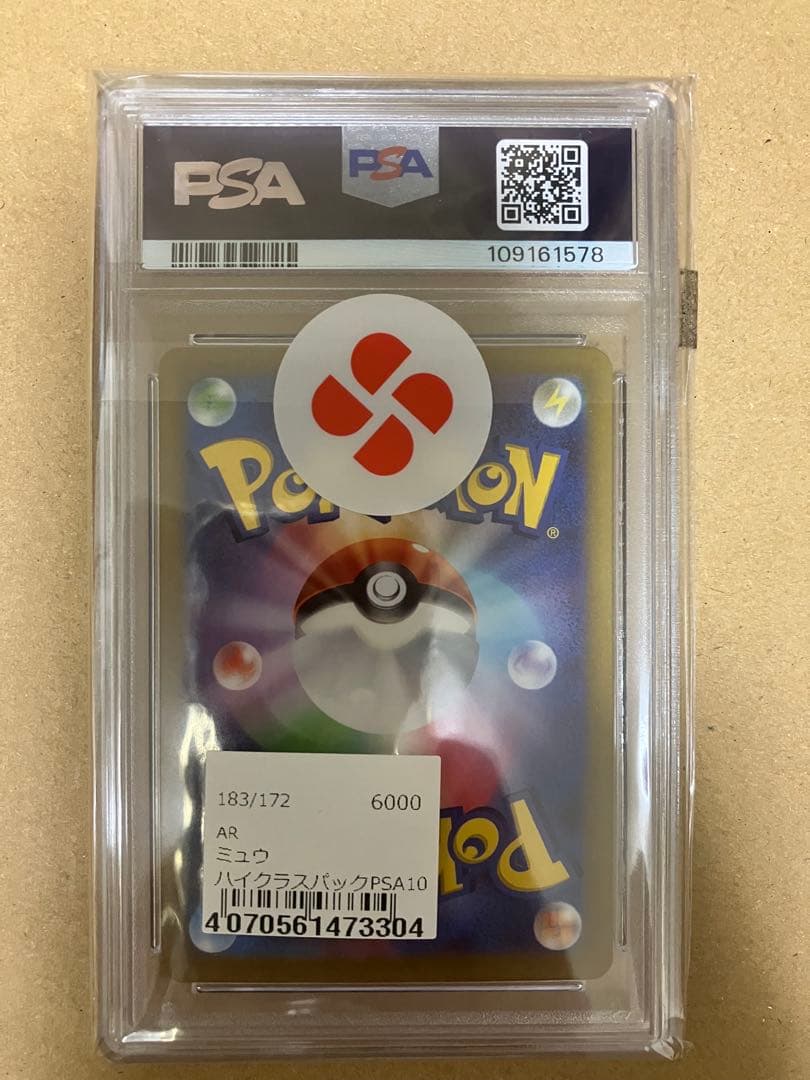 PSA
PSA
109161578
POKÉMON
®
183/172 6000
AR
ミュウ
ハイクラスパックPSA10
4070561473304